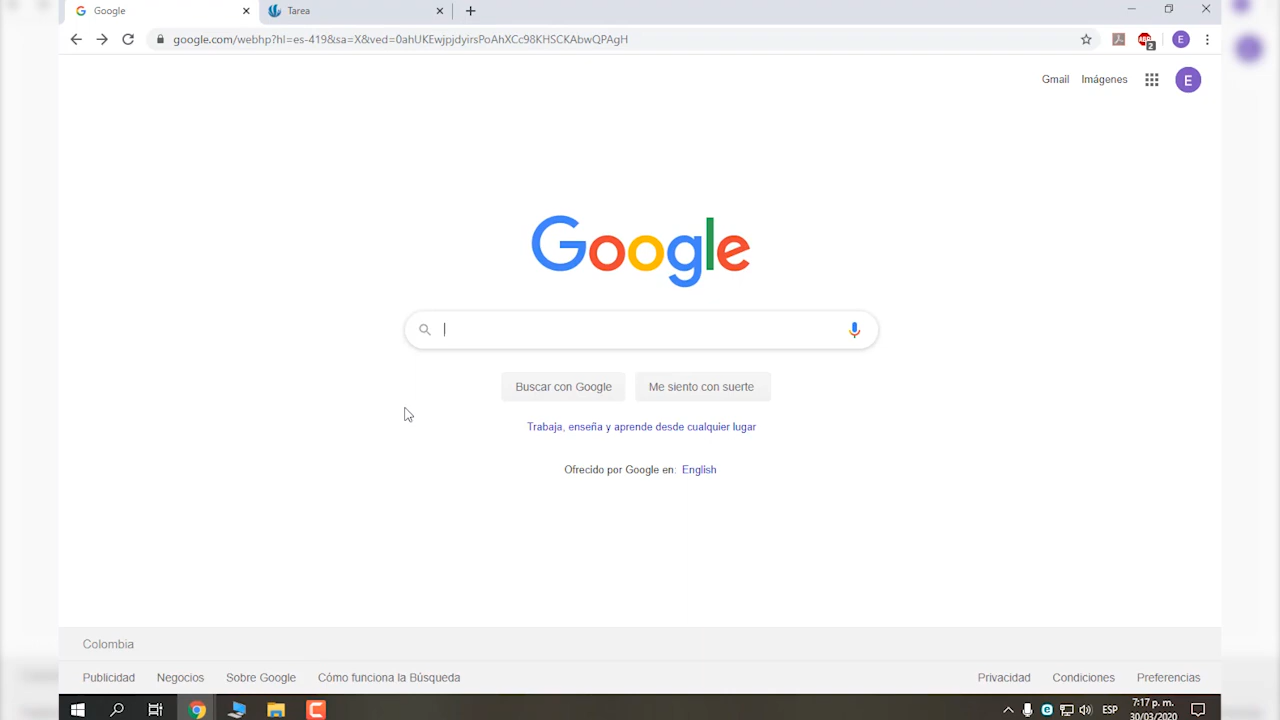 Google
Tarea
google.com/webhp?hl=es-419&sa=X&ved=0ahUKEwjpjdyirsPoAhXCc98KHSCKAbwQPAgH
ABP
2
E
Gmail
Imágenes
E
Google
Buscar con Google
Me siento con suerte
Trabaja, enseña y aprende desde cualquier lugar
Ofrecido por Google en: English
Colombia
Publicidad
Negocios
Sobre Google
Cómo funciona la Búsqueda
Privacidad
Condiciones
Preferencias
ESP
7:17 p. m.
30/03/2020